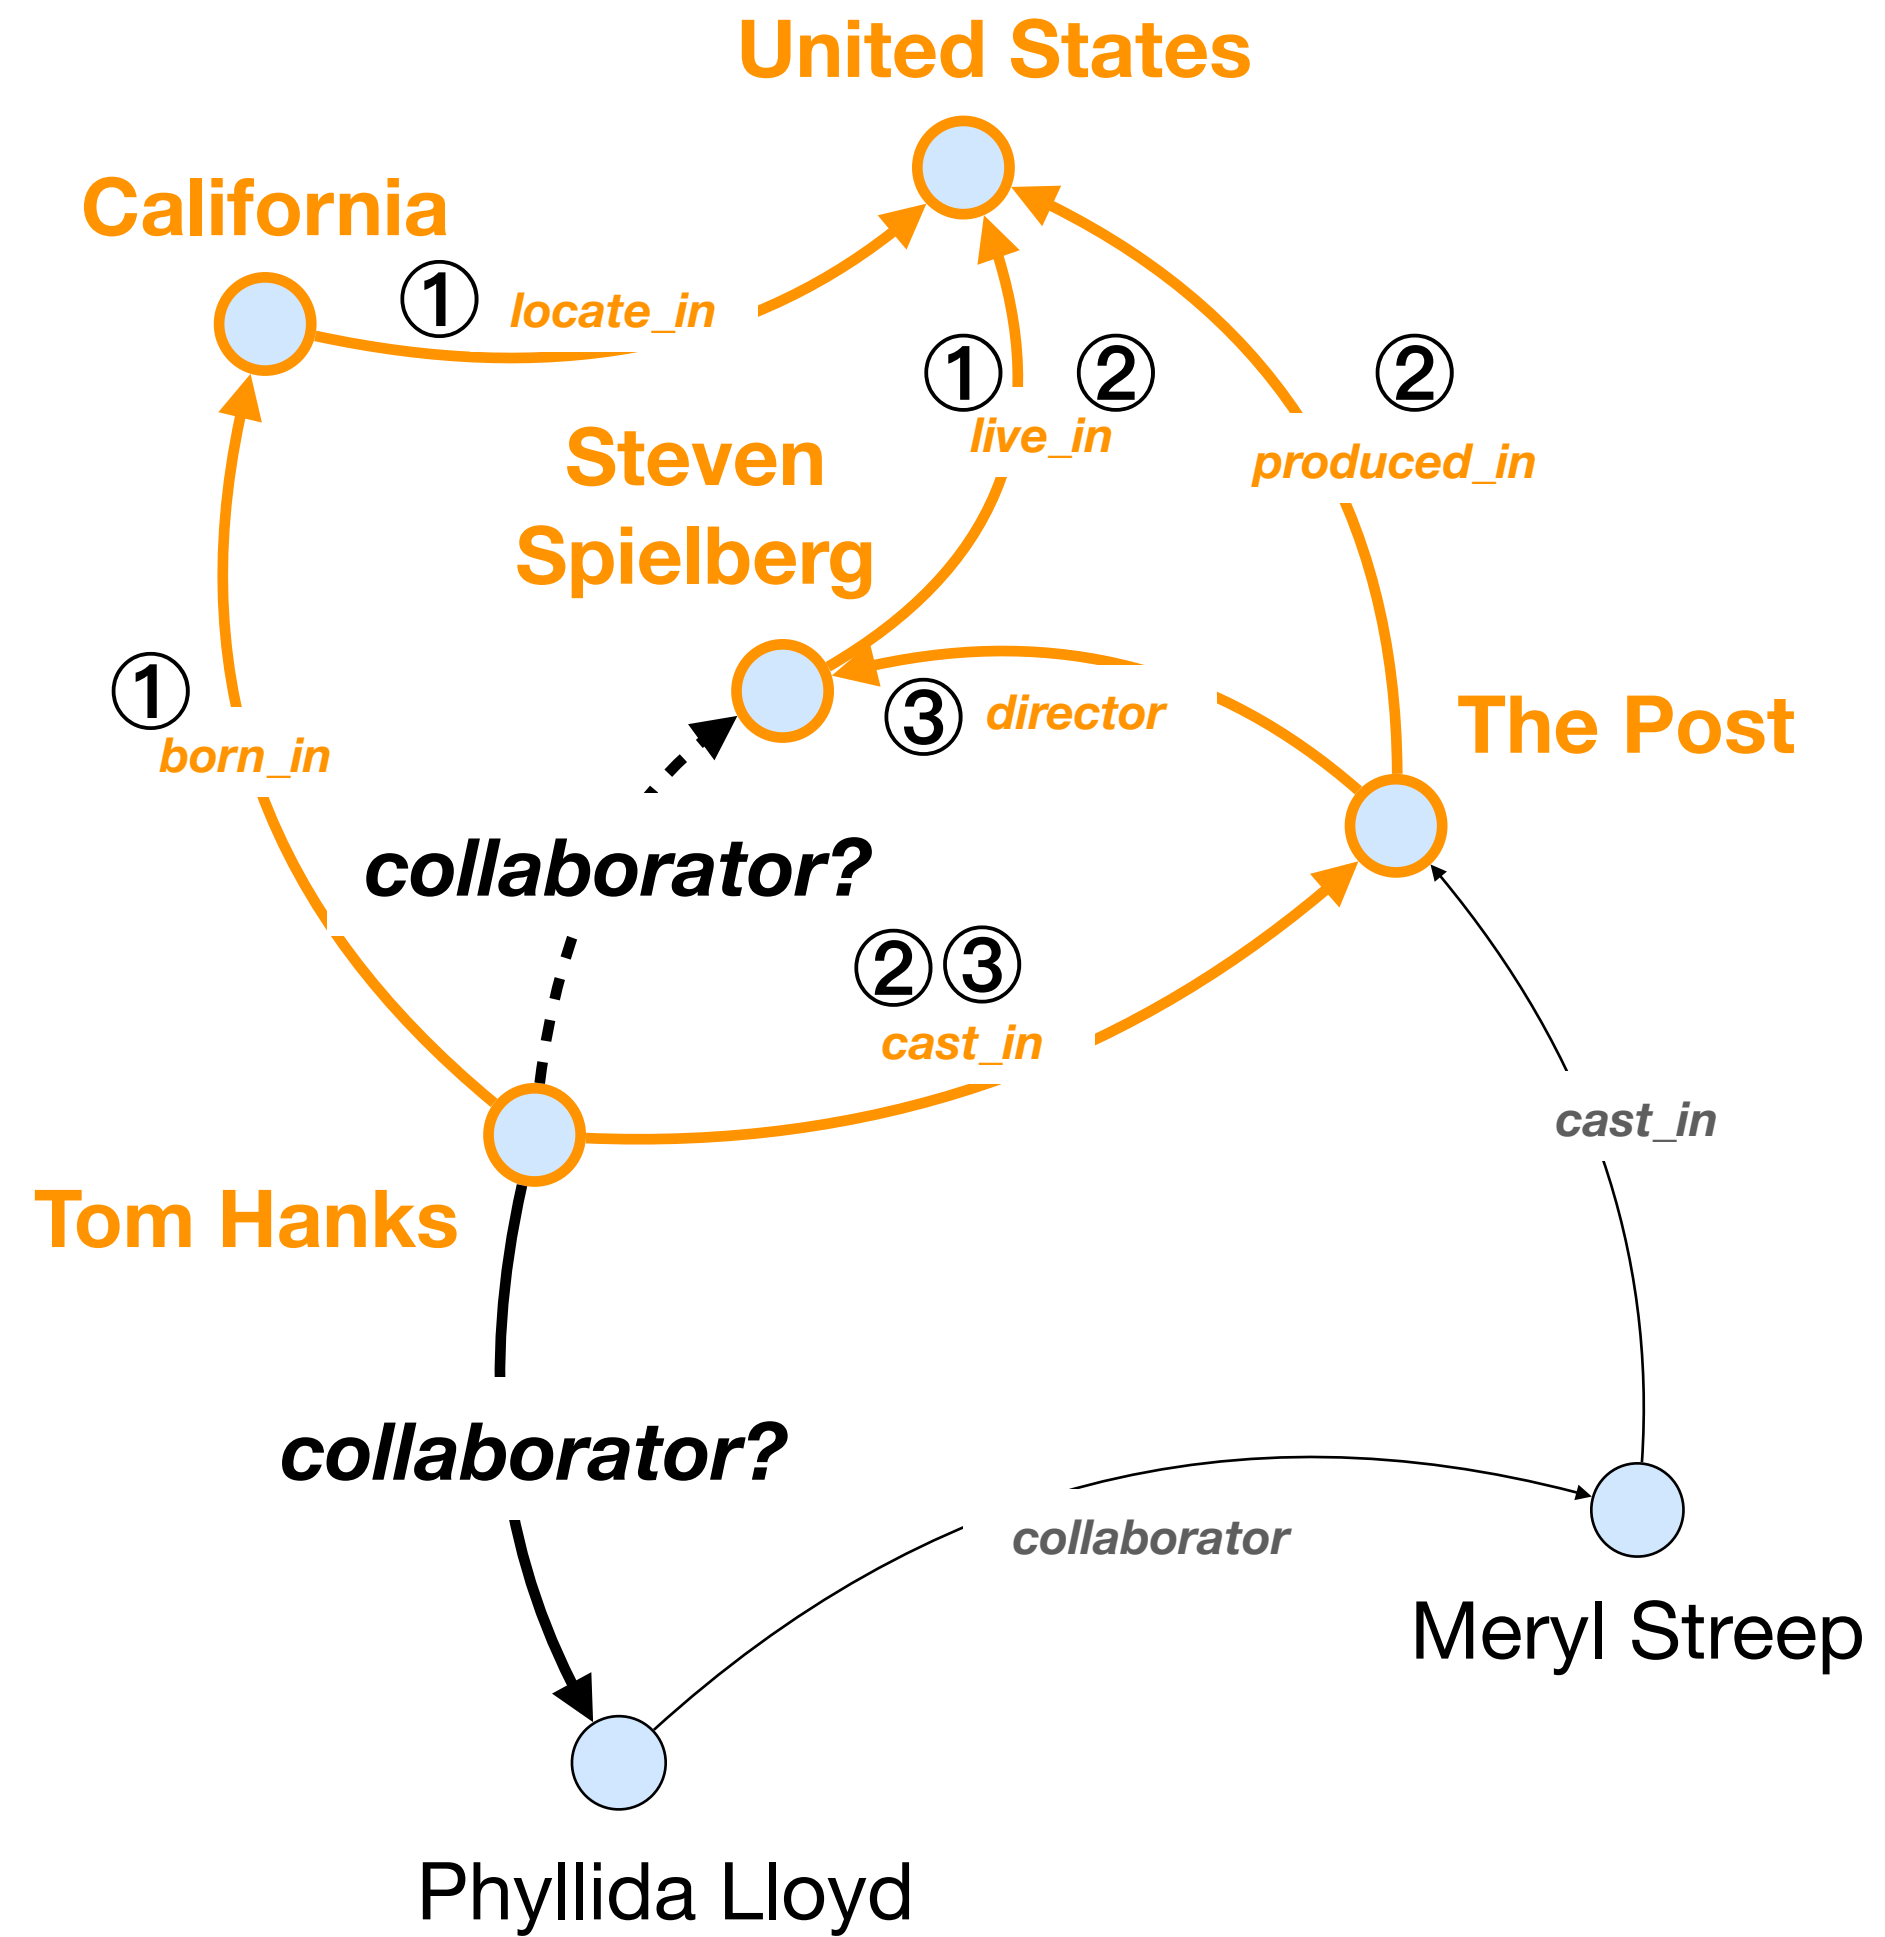 United States
California
① locate_in
① ②
live_in
②
produced_in
Steven
Spielberg
①
born_in
③ director
The Post
collaborator?
②③
cast_in
cast_in
Tom Hanks
collaborator?
collaborator
Meryl Streep
Phyllida Lloyd